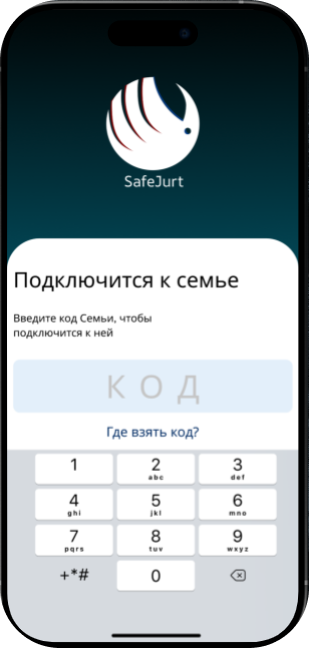 SafeJurt
Подключится к семье
Введите код Семьи, чтобы
подключится к ней
КОД
Где взять код?
1 2 3
abc def
4 5 6
ghi jkl mno
7 8 9
pqrs tuv wxyz
+*# 0